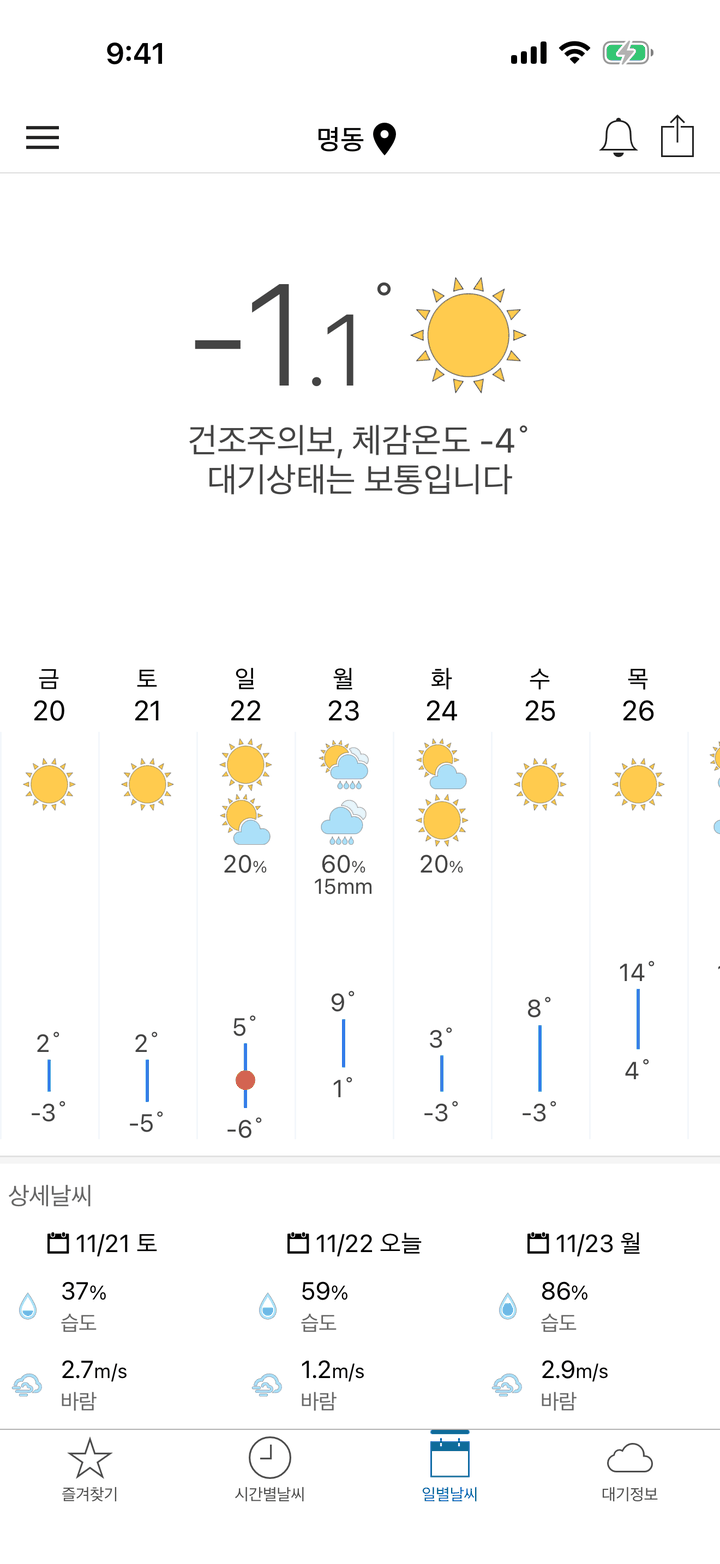 9:41
명동
-1.1°
건조주의보, 체감온도 -4°
대기상태는 보통입니다
금 토 일 월 화 수 목
20 21 22 23 24 25 26
20% 60% 20%
15mm
14°
9° 8°
2° 2° 5° 3°
4°
1°
-3° -5° -6° -3° -3°
상세날씨
11/21 토 11/22 오늘 11/23 월
37% 59% 86%
습도 습도 습도
2.7m/s 1.2m/s 2.9m/s
바람 바람 바람
즐겨찾기 시간별날씨 일별날씨 대기정보